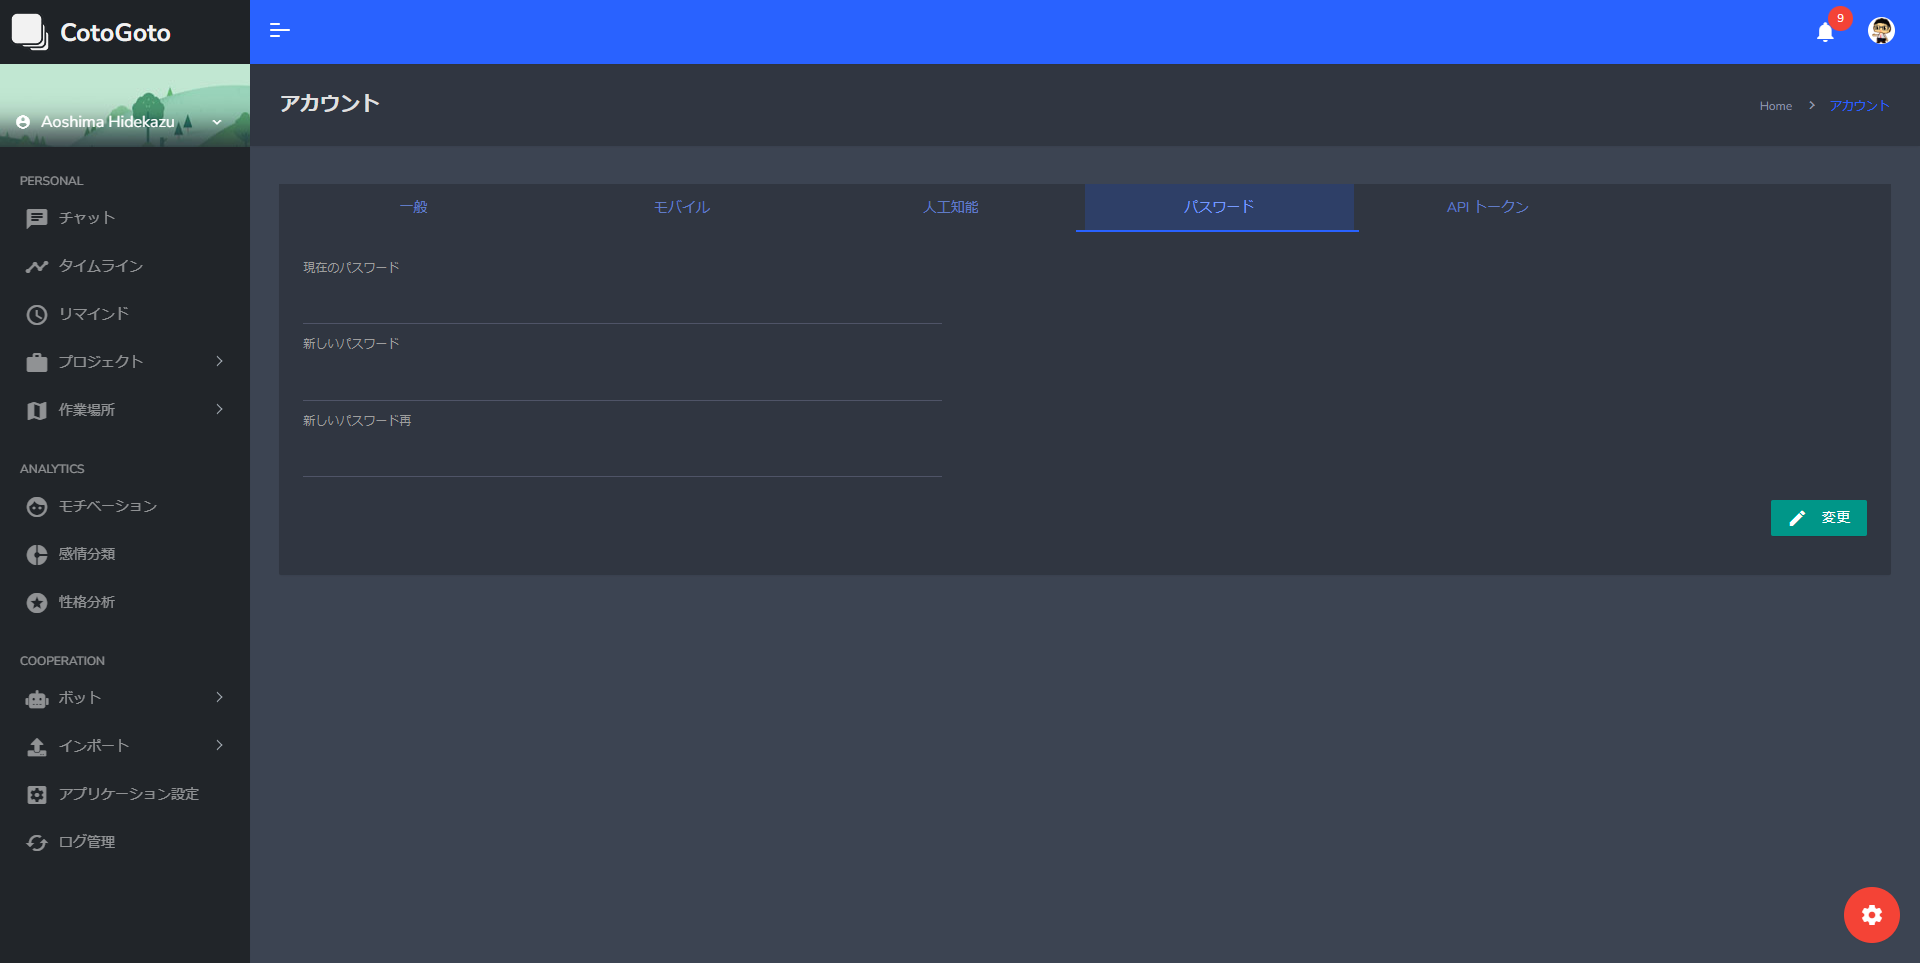 CotoGoto
9
Aoshima Hidekazu
アカウント
Home
アカウント
PERSONAL
チャット
タイムライン
リマインド
プロジェクト
作業場所
ANALYTICS
モチベーション
感情分類
性格分析
COOPERATION
ボット
インポート
アプリケーション設定
ログ管理
一般
モバイル
人工知能
パスワード
API トークン
現在のパスワード
新しいパスワード
新しいパスワード再
変更